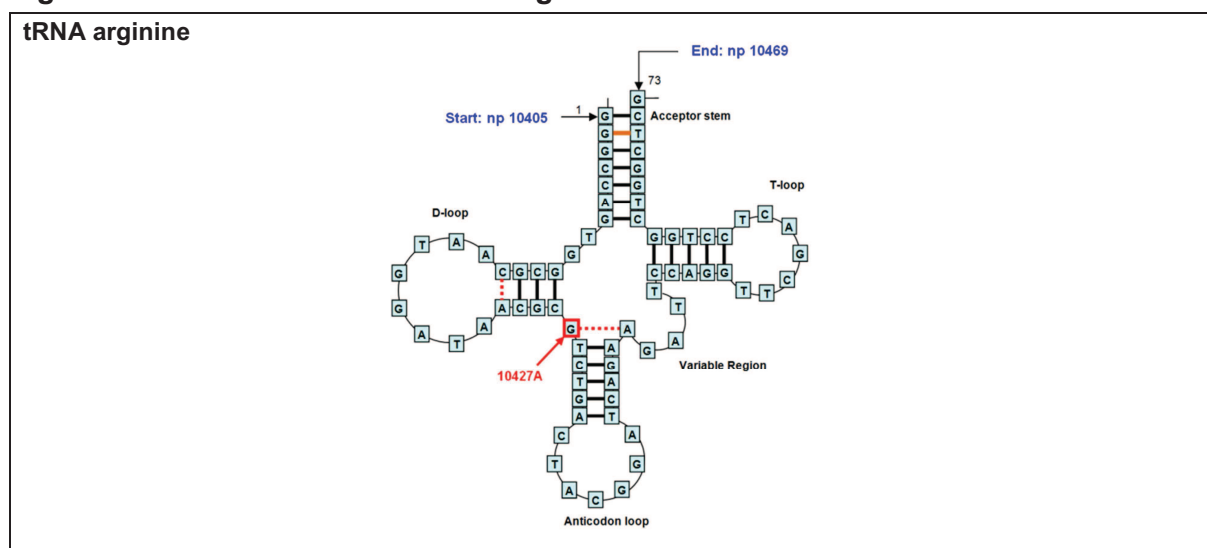 tRNA arginine
End: np 10469
73
Start: np 10405
1
Acceptor stem
G
G C
G T
G C
C G
C G
A T
G C
T-loop
D-loop
T
G
C G C G
A
A
T
G
G
A
T
A
A C G C
G G T C C
T
C
A
G
C
T
T
C C A G G
T
T
A
G
A
G
10427A
Variable Region
T A
C G
T A
G C
A T
C
T
A
C
G
G
A
Anticodon loop